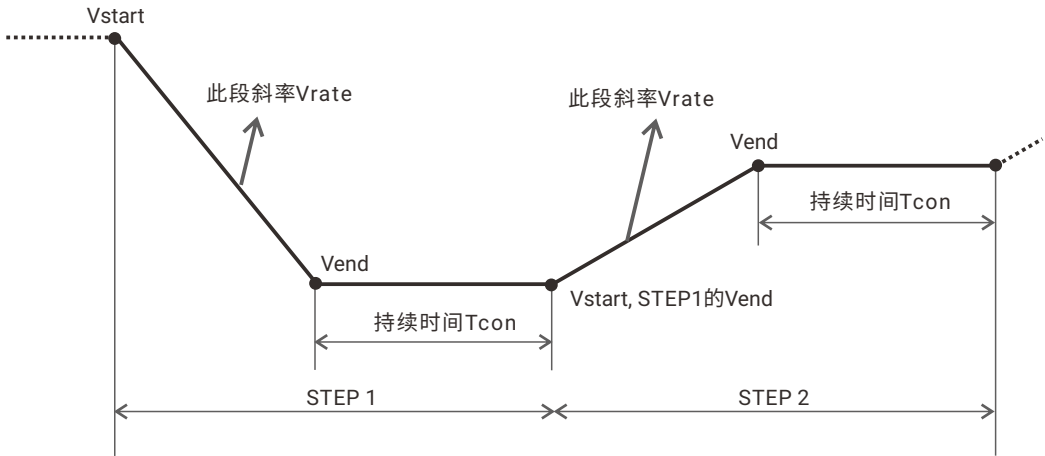 Vstart
此段斜率Vrate
此段斜率Vrate
Vend
持续时间Tcon
Vend
Vstart, STEP1的Vend
持续时间Tcon
STEP 1
STEP 2